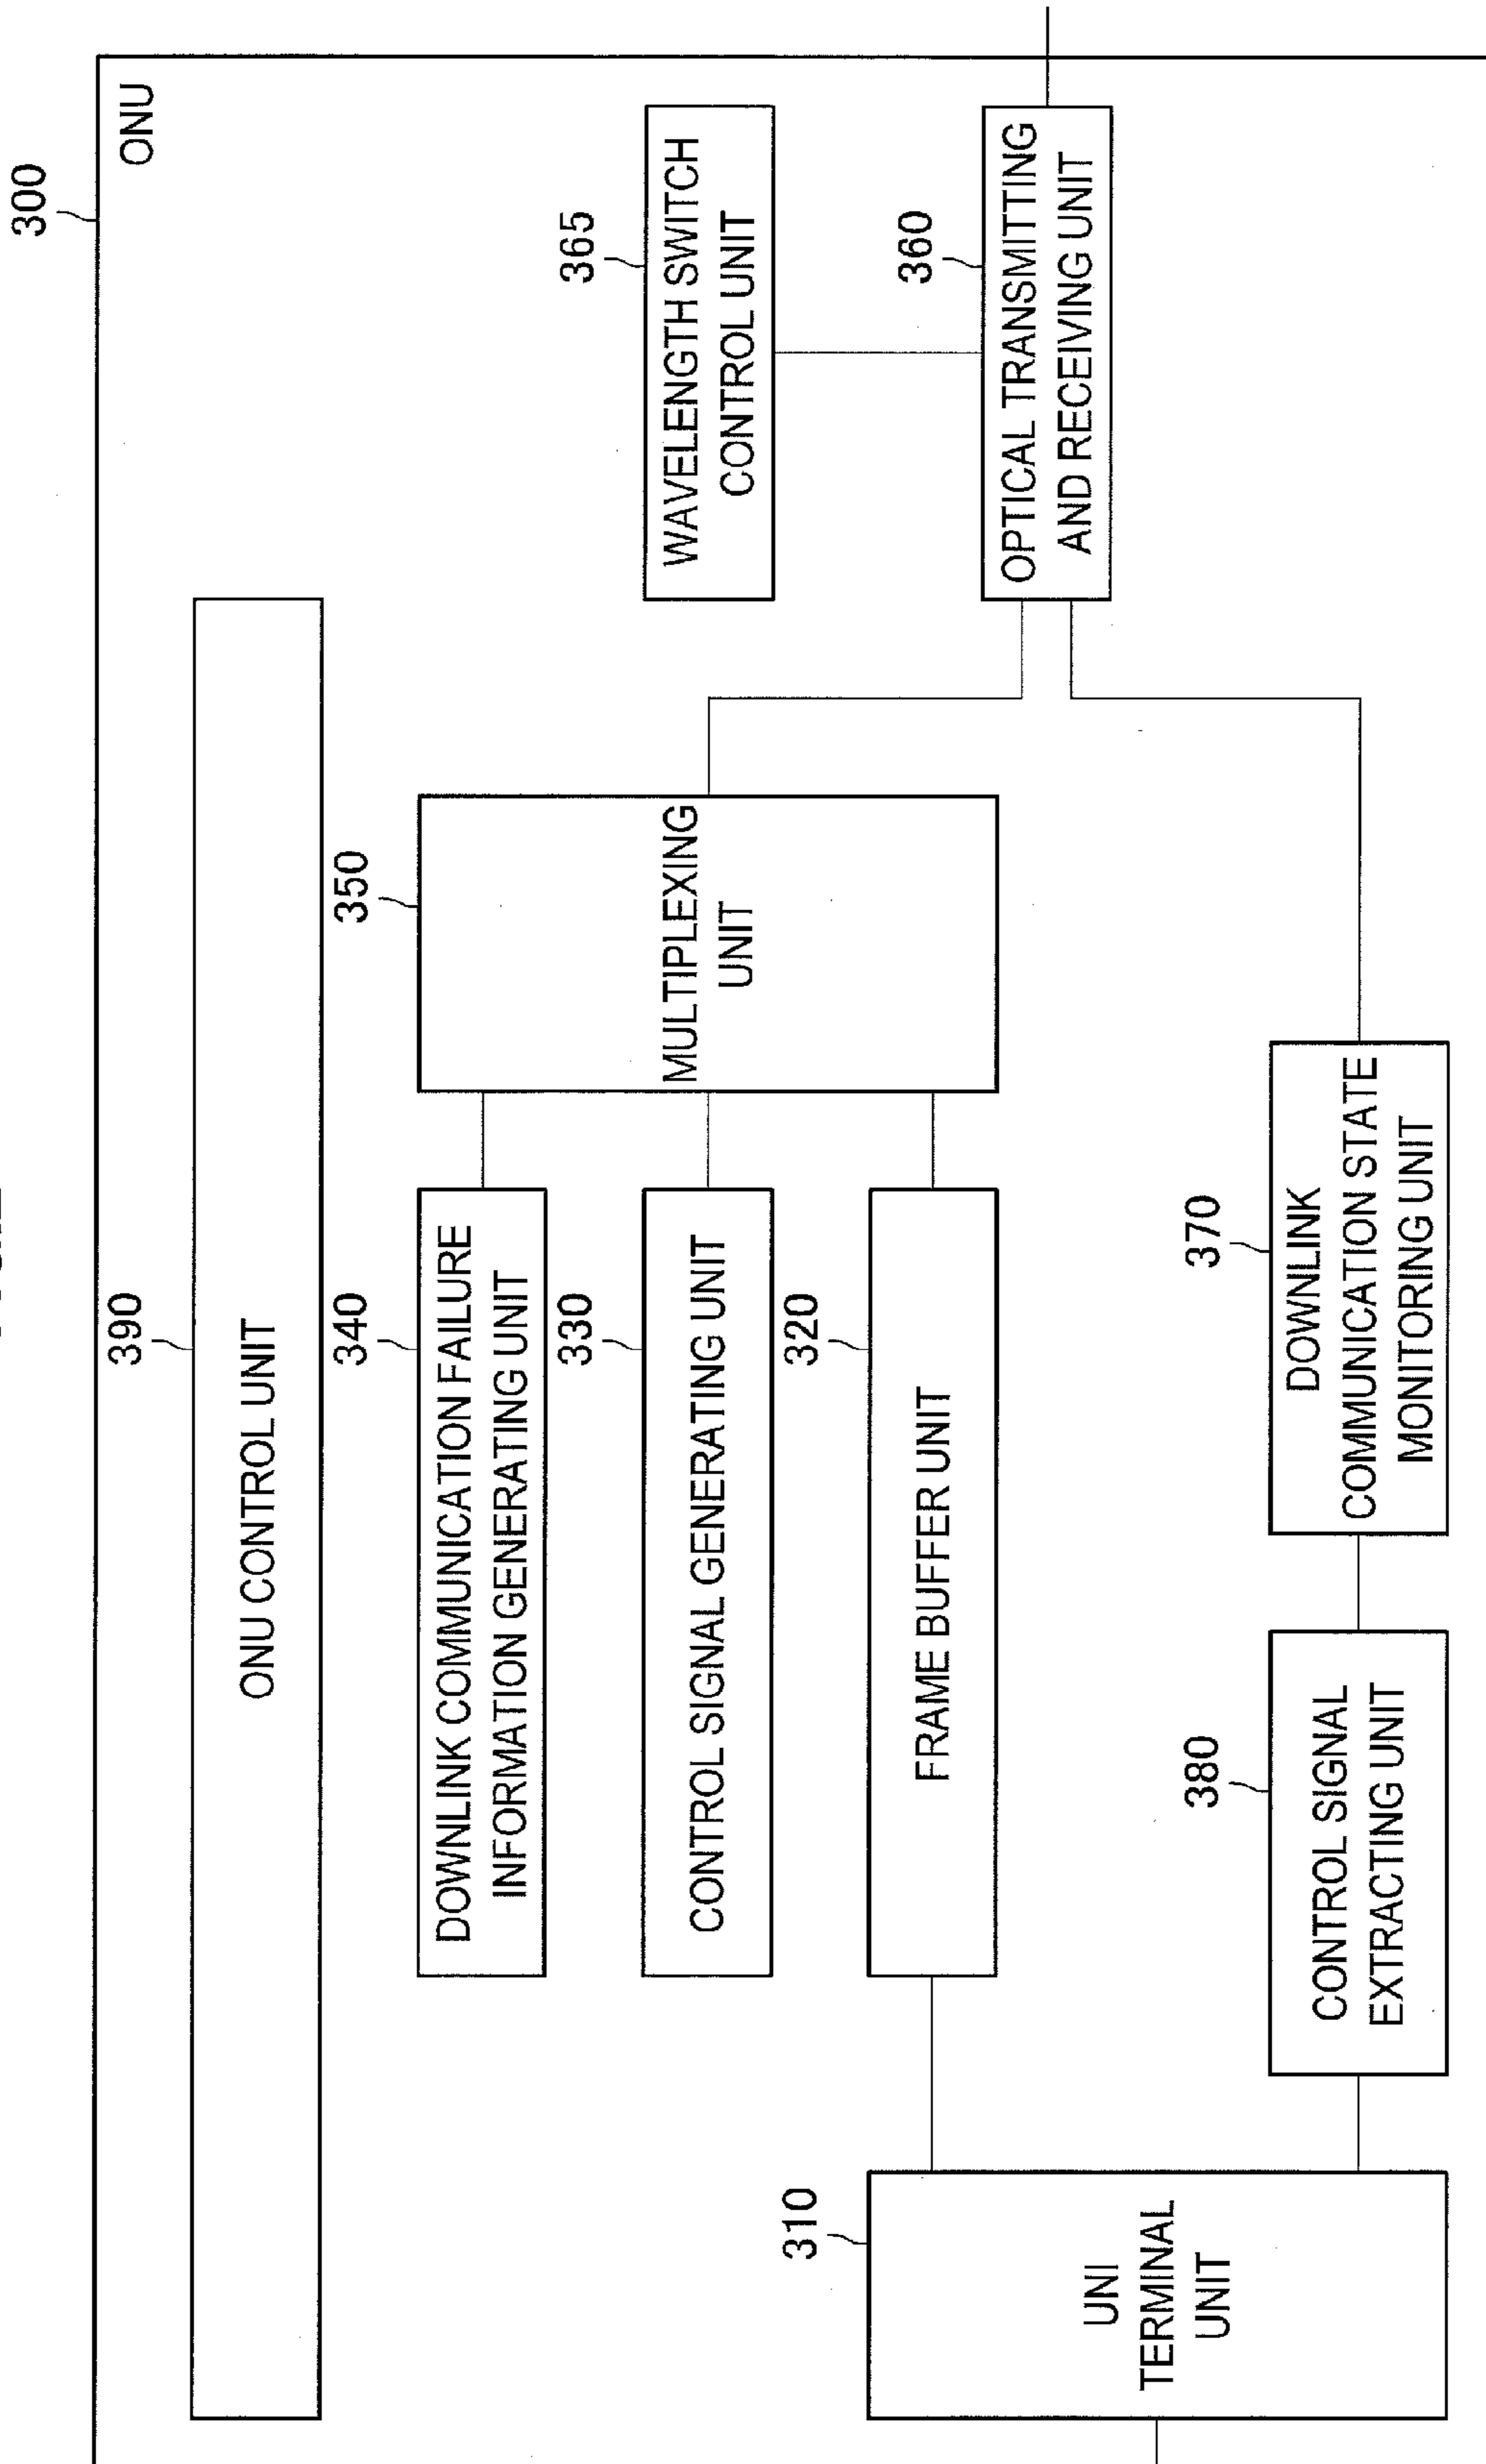 300
ONU
390
ONU CONTROL UNIT
340
DOWNLINK COMMUNICATION FAILURE
INFORMATION GENERATING UNIT
350
MULTIPLEXING
UNIT
365
WAVELENGTH SWITCH
CONTROL UNIT
330
CONTROL SIGNAL GENERATING UNIT
320
FRAME BUFFER UNIT
360
OPTICAL TRANSMITTING
AND RECEIVING UNIT
310
UNI
TERMINAL
UNIT
380
CONTROL SIGNAL
EXTRACTING UNIT
370
DOWNLINK
COMMUNICATION STATE
MONITORING UNIT